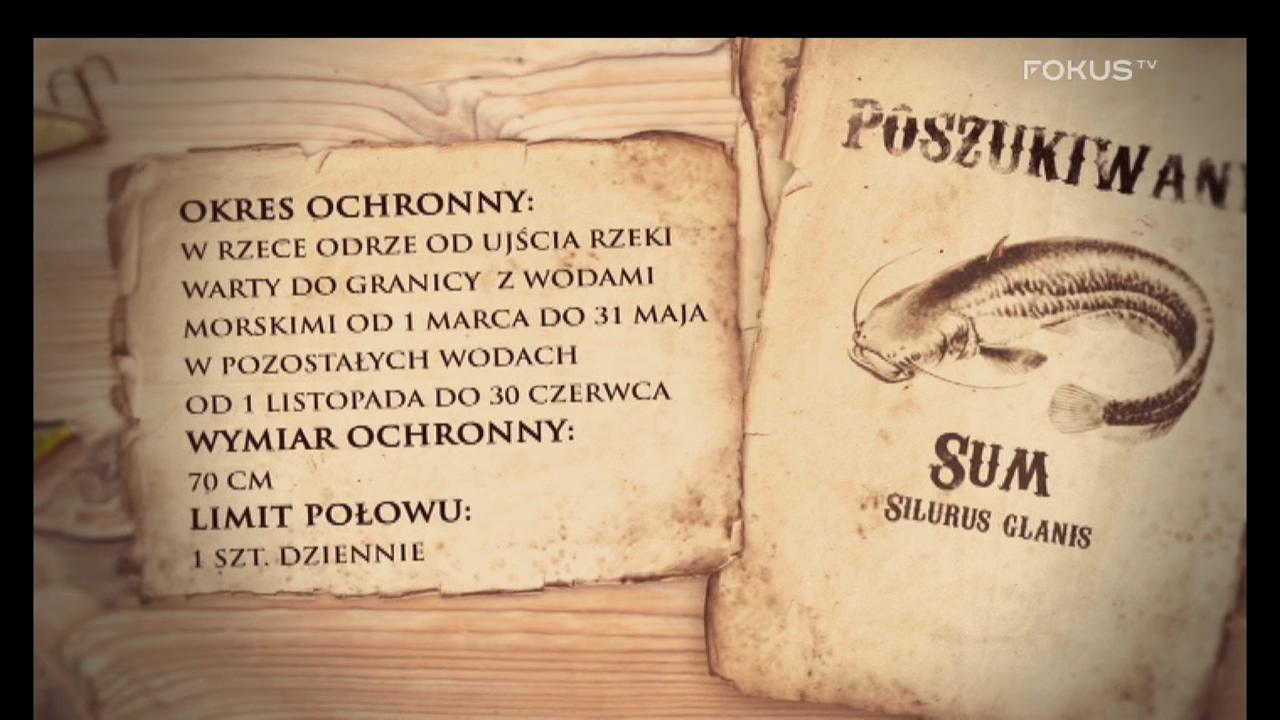 FOKUS TV
OKRES OCHRONNY:
W RZECE ODRZE OD UJŚCIA RZEKI
WARTY DO GRANICY Z WODAMI
MORSKIMI OD 1 MARCA DO 31 MAJA
W POZOSTAŁYCH WODACH
OD 1 LISTOPADA DO 30 CZERWCA
WYMIAR OCHRONNY:
70 CM
LIMIT POŁOWU:
1 SZT. DZIENNIE
POSZUKIWAN
SUM
SILURUS GLANIS